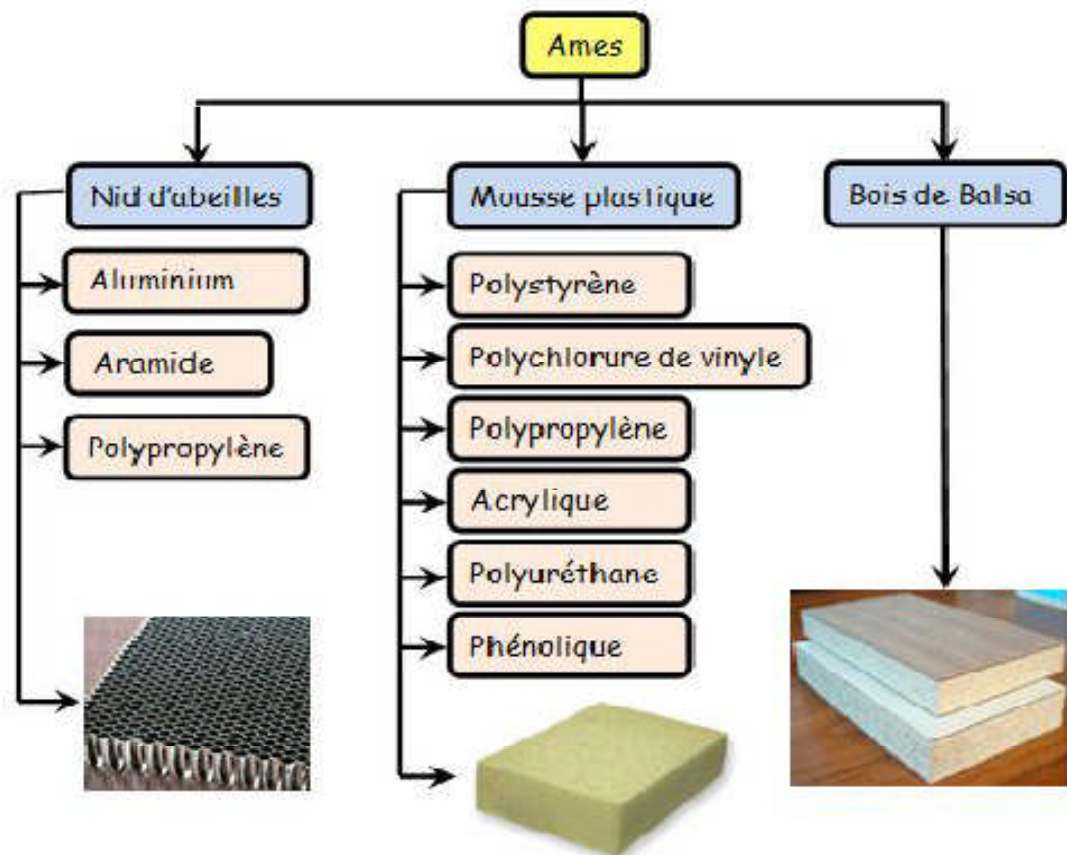 Ames
Nid d'abeilles
Mousse plastique
Bois de Balsa
Aluminium
Aramide
Polypropylène
Polystyrène
Polychlorure de vinyle
Polypropylène
Acrylique
Polyuréthane
Phénolique